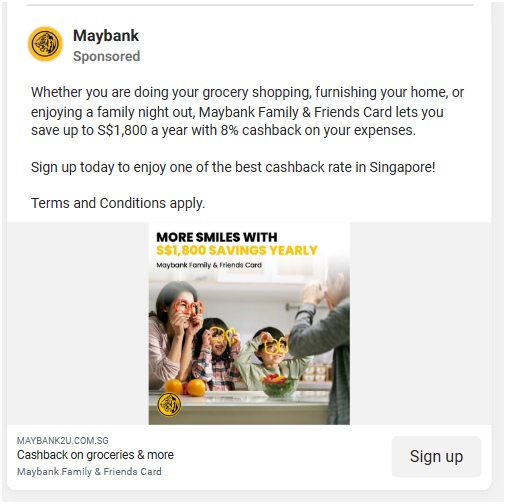 Maybank
Sponsored
Whether you are doing your grocery shopping, furnishing your home, or
enjoying a family night out, Maybank Family & Friends Card lets you
save up to S$1,800 a year with 8% cashback on your expenses.
Sign up today to enjoy one of the best cashback rate in Singapore!
Terms and Conditions apply.
MORE SMILES WITH
S$1,800 SAVINGS YEARLY
Maybank Family & Friends Card
MAYBANK2U.COM.SG
Cashback on groceries & more
Maybank Family & Friends Card
Sign up